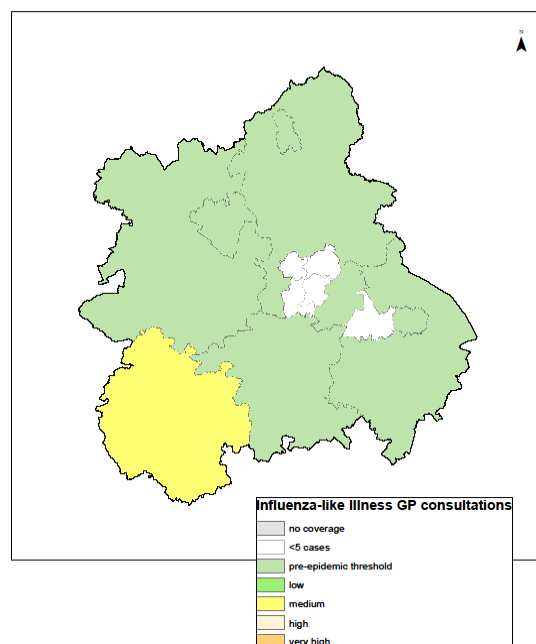 N
Influenza-like Illness GP consultations
no coverage
<5 cases
pre-epidemic threshold
low
medium
high
very high